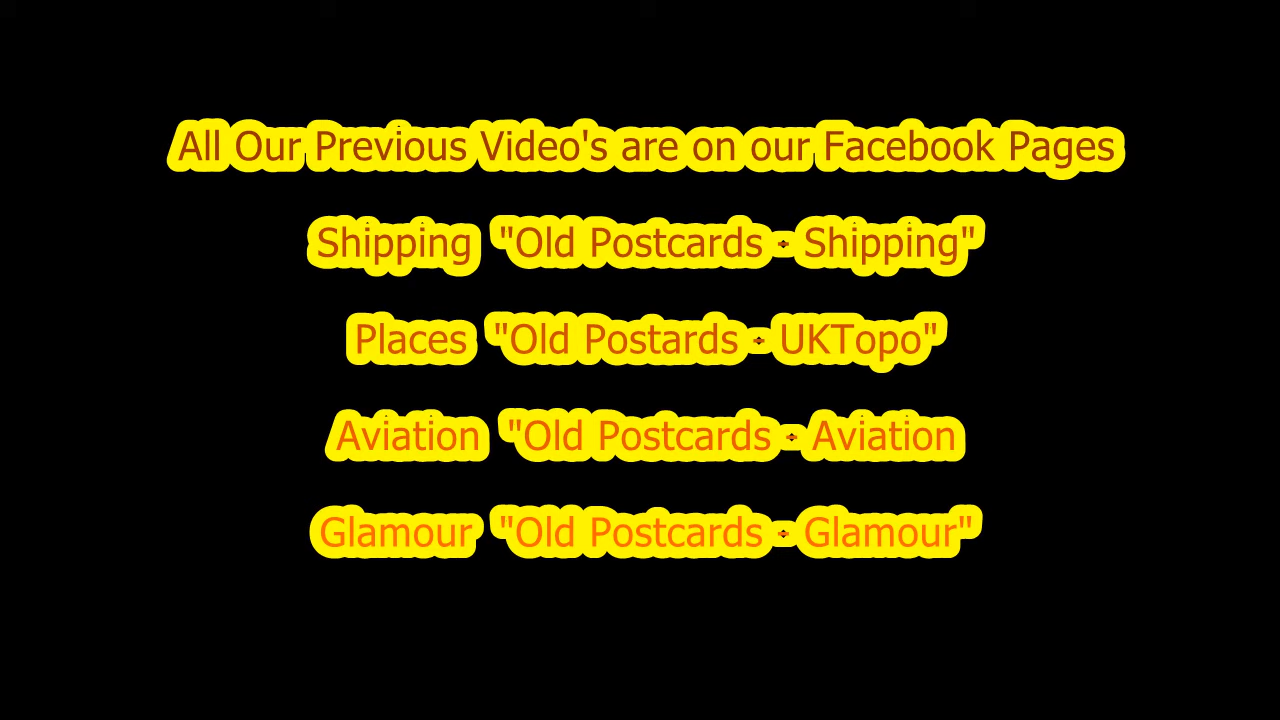 All Our Previous Video's are on our Facebook Pages
Shipping "Old Postcards - Shipping"
Places "Old Postards - UKTopo"
Aviation "Old Postcards - Aviation
Glamour "Old Postcards - Glamour"